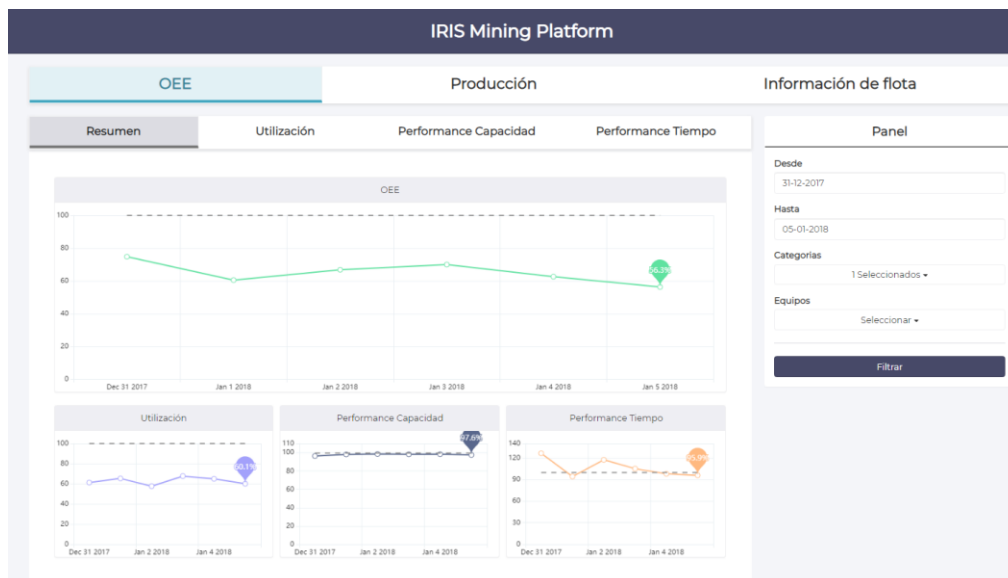 IRIS Mining Platform
OEE Producción Información de flota
Resumen Utilización Performance Capacidad Performance Tiempo
Panel
Desde
31-12-2017
Hasta
05-01-2018
Categorias
1 Seleccionados
Equipos
Seleccionar
Filtrar
OEE
100
80
60
40
20
0
56.3%
Dec 31 2017 Jan 1 2018 Jan 2 2018 Jan 3 2018 Jan 4 2018 Jan 5 2018
Utilización
100
80
60
40
20
0
60.1%
Dec 31 2017 Jan 2 2018 Jan 4 2018
Performance Capacidad
110
100
80
60
40
20
0
97.6%
Dec 31 2017 Jan 2 2018 Jan 4 2018
Performance Tiempo
140
120
90
60
30
0
95.9%
Dec 31 2017 Jan 2 2018 Jan 4 2018